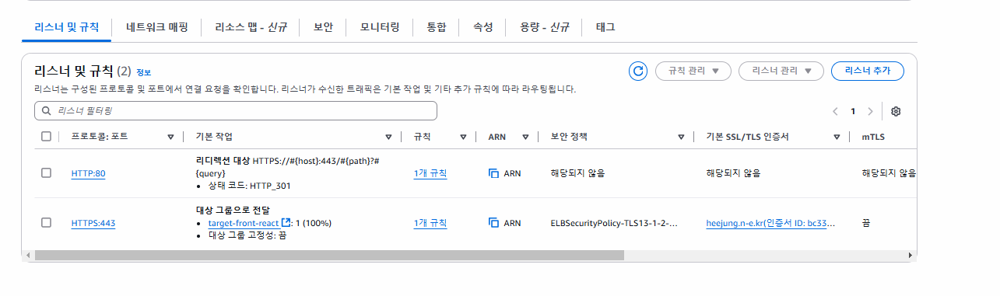 리스너 및 규칙 네트워크 매핑 리소스 맵 - 신규 보안 모니터링 통합 속성 용량 - 신규 태그
리스너 및 규칙 (2) 정보
규칙 관리 리스너 관리 리스너 추가
리스너는 구성된 프로토콜 및 포트에서 연결 요청을 확인합니다. 리스너가 수신한 트래픽은 기본 작업 및 기타 추가 규칙에 따라 라우팅됩니다.
리스너 필터링
1
프로토콜: 포트 기본 작업 규칙 ARN 보안 정책 기본 SSL/TLS 인증서 mTLS
HTTP:80
리디렉션 대상 HTTPS://#{host}:443/#{path}?#
{query}
• 상태 코드: HTTP_301
1개 규칙 ARN 해당되지 않음 해당되지 않음 해당되지 않음
HTTPS:443
대상 그룹으로 전달
• target-front-react: 1 (100%)
• 대상 그룹 고정성: 끔
1개 규칙 ARN ELBSecurityPolicy-TLS13-1-2-... heejung.n-e.kr(인증서 ID: bc33... 끔